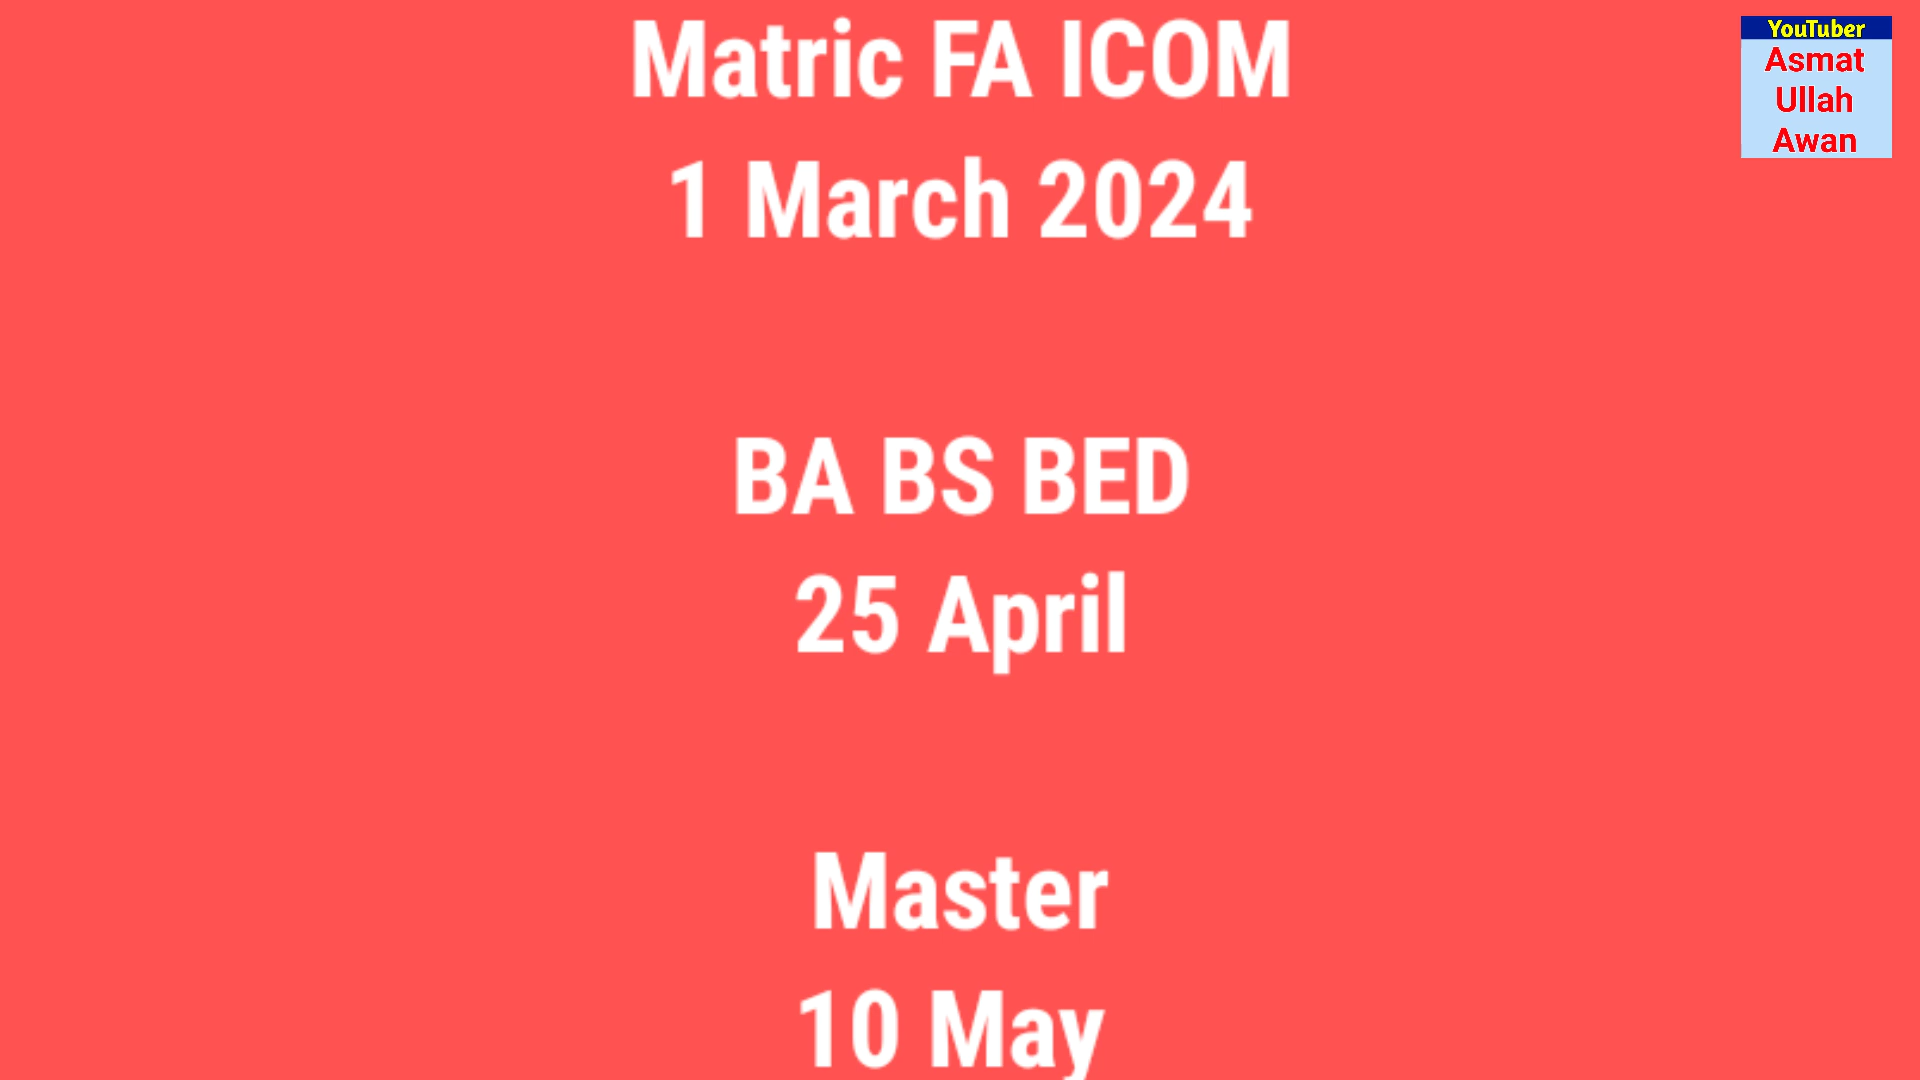 Matric FA ICOM
1 March 2024
BA BS BED
25 April
Master
10 May
YouTuber
Asmat
Ullah
Awan